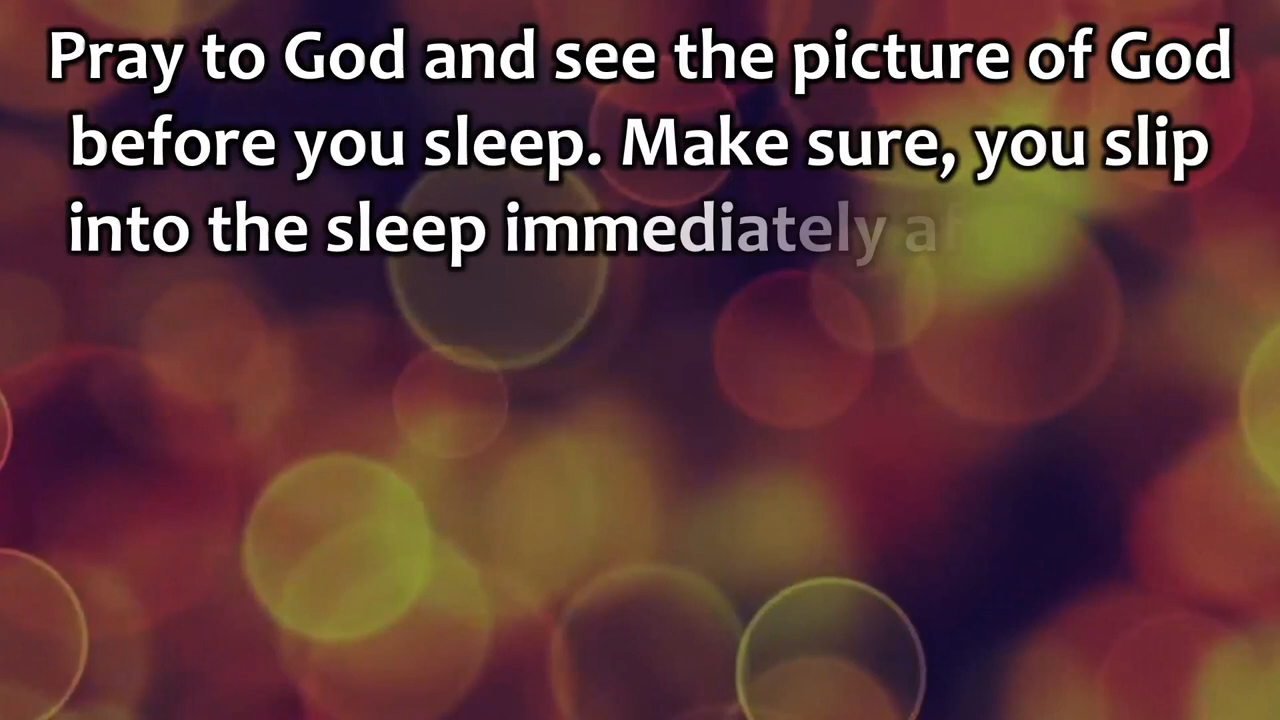 Pray to God and see the picture of God
before you sleep. Make sure, you slip
into the sleep immediately